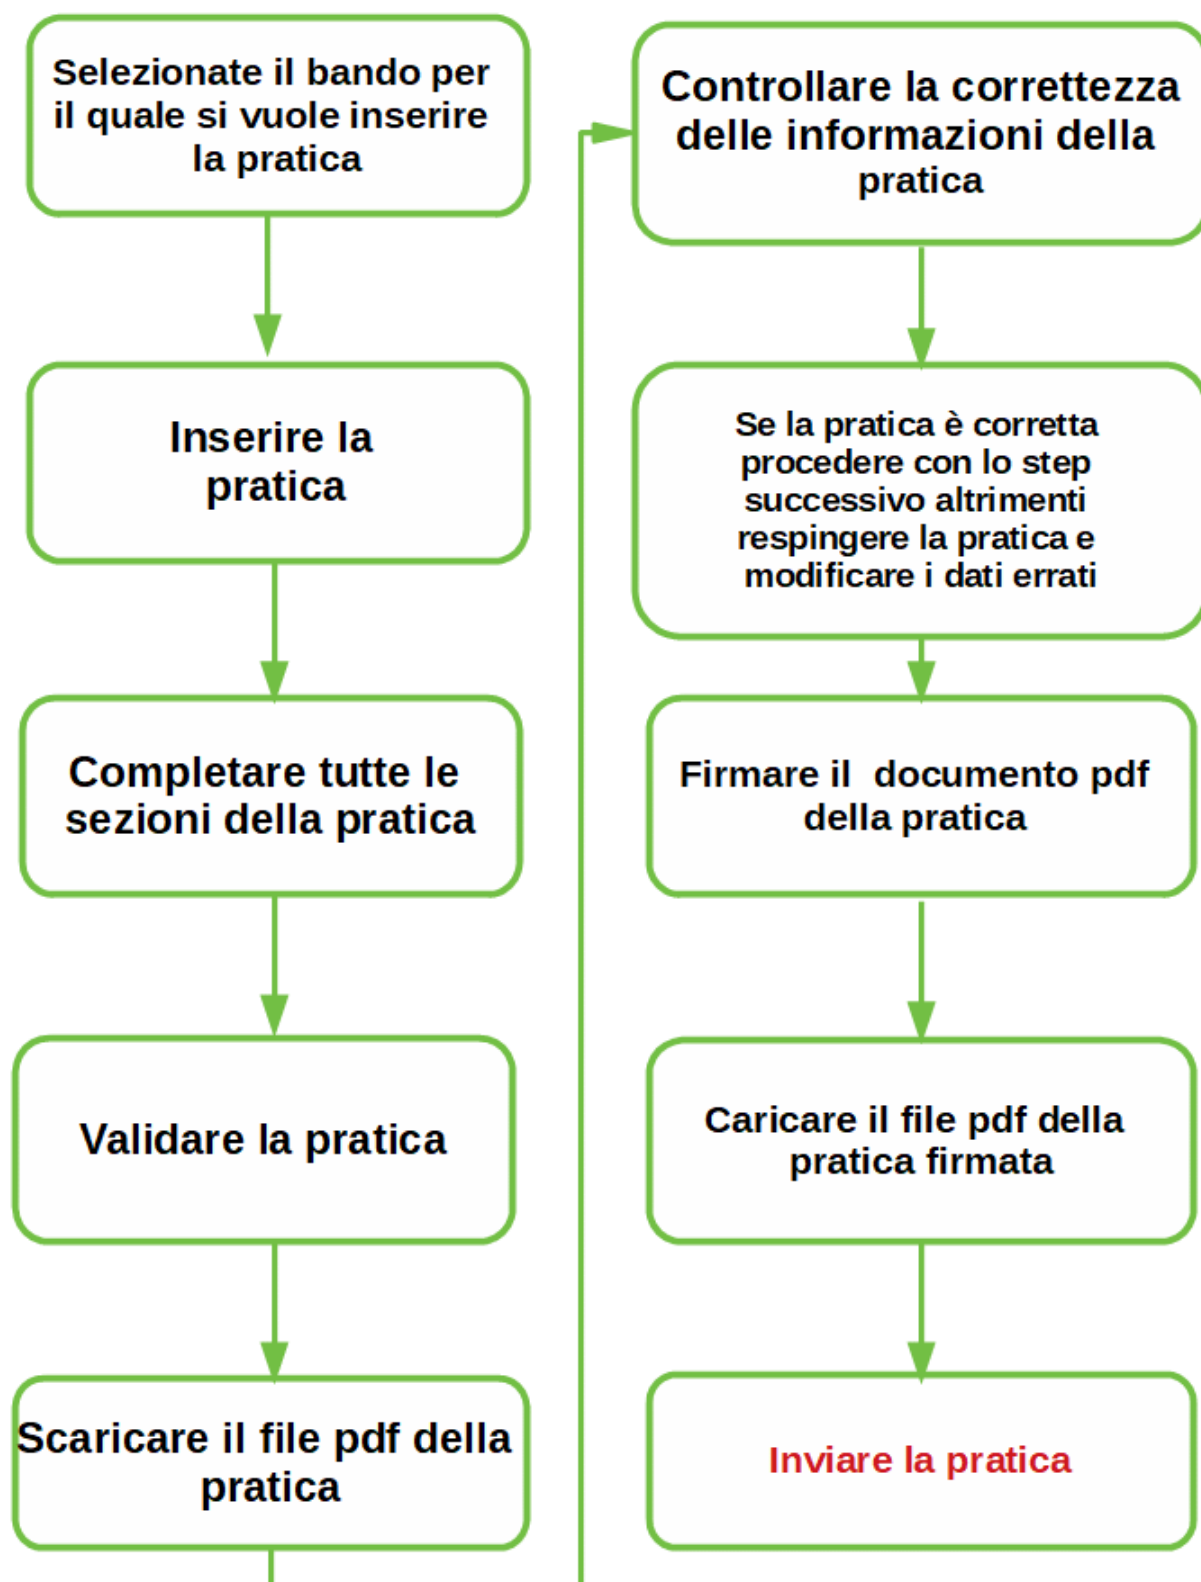 Selezionate il bando per
il quale si vuole inserire
la pratica
Inserire la
pratica
Completare tutte le
sezioni della pratica
Validare la pratica
Scaricare il file pdf della
pratica
Controllare la correttezza
delle informazioni della
pratica
Se la pratica è corretta
procedere con lo step
successivo altrimenti
respingere la pratica e
modificare i dati errati
Firmare il  documento pdf
della pratica
Caricare il file pdf della
pratica firmata
Inviare la pratica